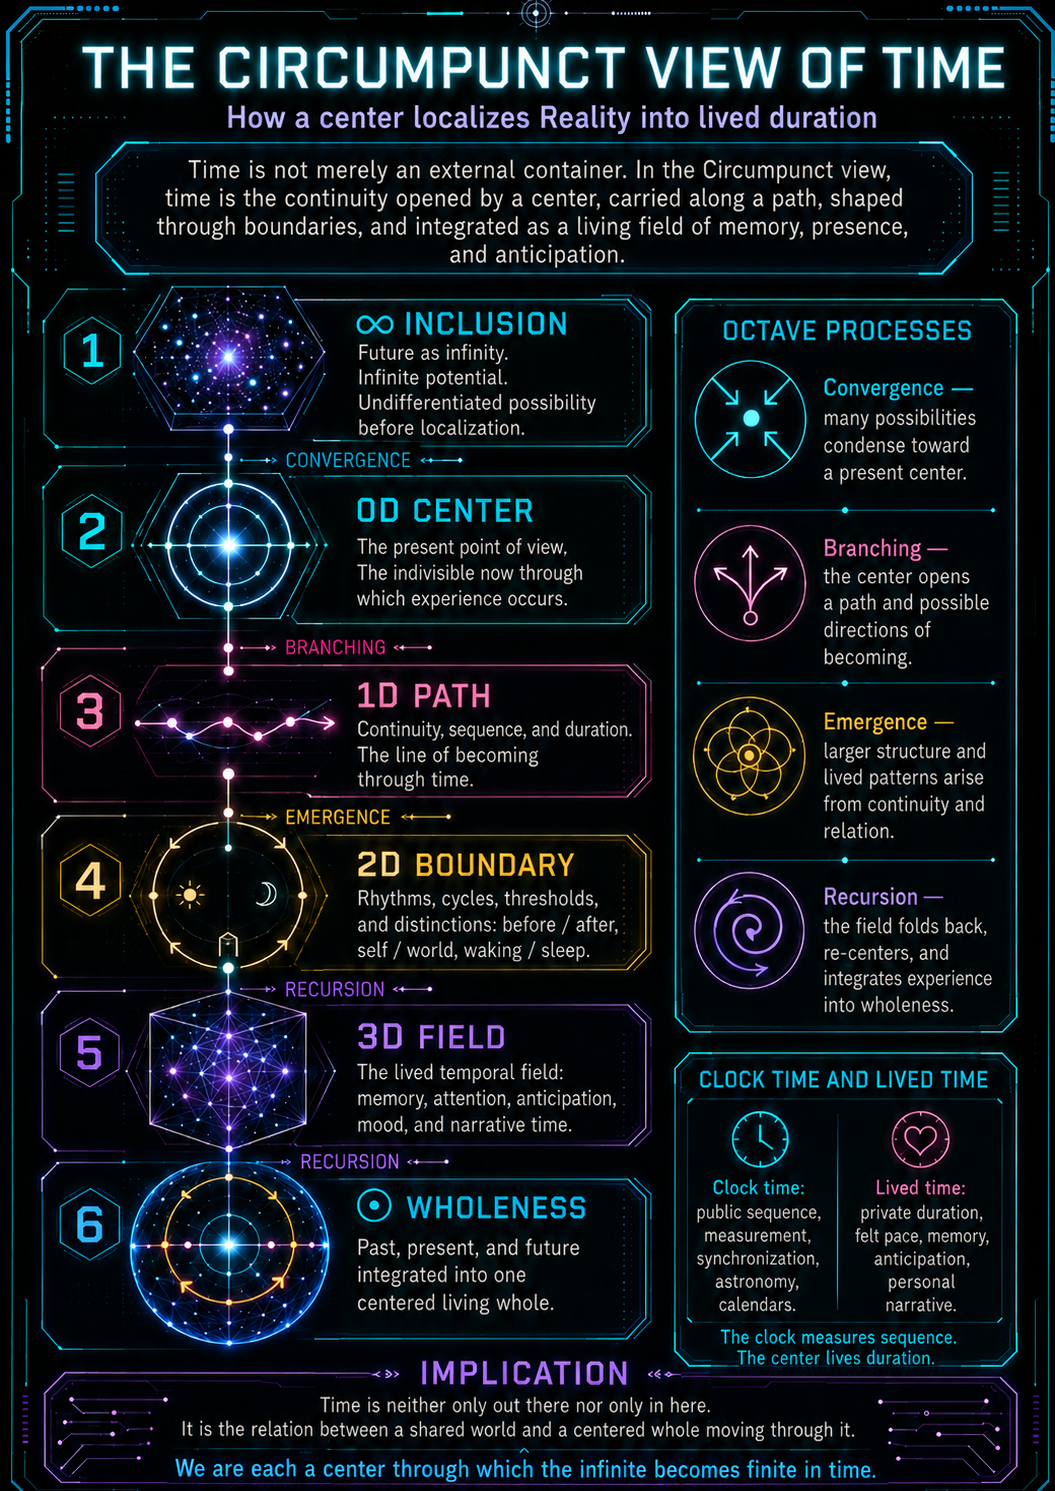 THE CIRCUMPUNCT VIEW OF TIME
How a center localizes Reality into lived duration
Time is not merely an external container. In the Circumpunct view,
time is the continuity opened by a center, carried along a path, shaped
through boundaries, and integrated as a living field of memory, presence,
and anticipation.
1
∞ INCLUSION
Future as infinity.
Infinite potential.
Undifferentiated possibility
before localization.
CONVERGENCE
2
0D CENTER
The present point of view,
The indivisible now through
which experience occurs.
BRANCHING
3
1D PATH
Continuity, sequence, and duration.
The line of becoming
through time.
EMERGENCE
4
2D BOUNDARY
Rhythms, cycles, thresholds,
and distinctions: before / after,
self / world, waking / sleep.
RECURSION
5
3D FIELD
The lived temporal field:
memory, attention, anticipation,
mood, and narrative time.
RECURSION
6
☉ WHOLENESS
Past, present, and future
integrated into one
centered living whole.
OCTAVE PROCESSES
Convergence —
many possibilities
condense toward
a present center.
Branching —
the center opens
a path and possible
directions of
becoming.
Emergence —
larger structure and
lived patterns arise
from continuity and
relation.
Recursion —
the field folds back,
re-centers, and
integrates experience
into wholeness.
CLOCK TIME AND LIVED TIME
Clock time:
public sequence,
measurement,
synchronization,
astronomy,
calendars.
Lived time:
private duration,
felt pace, memory,
anticipation,
personal
narrative.
The clock measures sequence.
The center lives duration.
IMPLICATION
Time is neither only out there nor only in here.
It is the relation between a shared world and a centered whole moving through it.
We are each a center through which the infinite becomes finite in time.